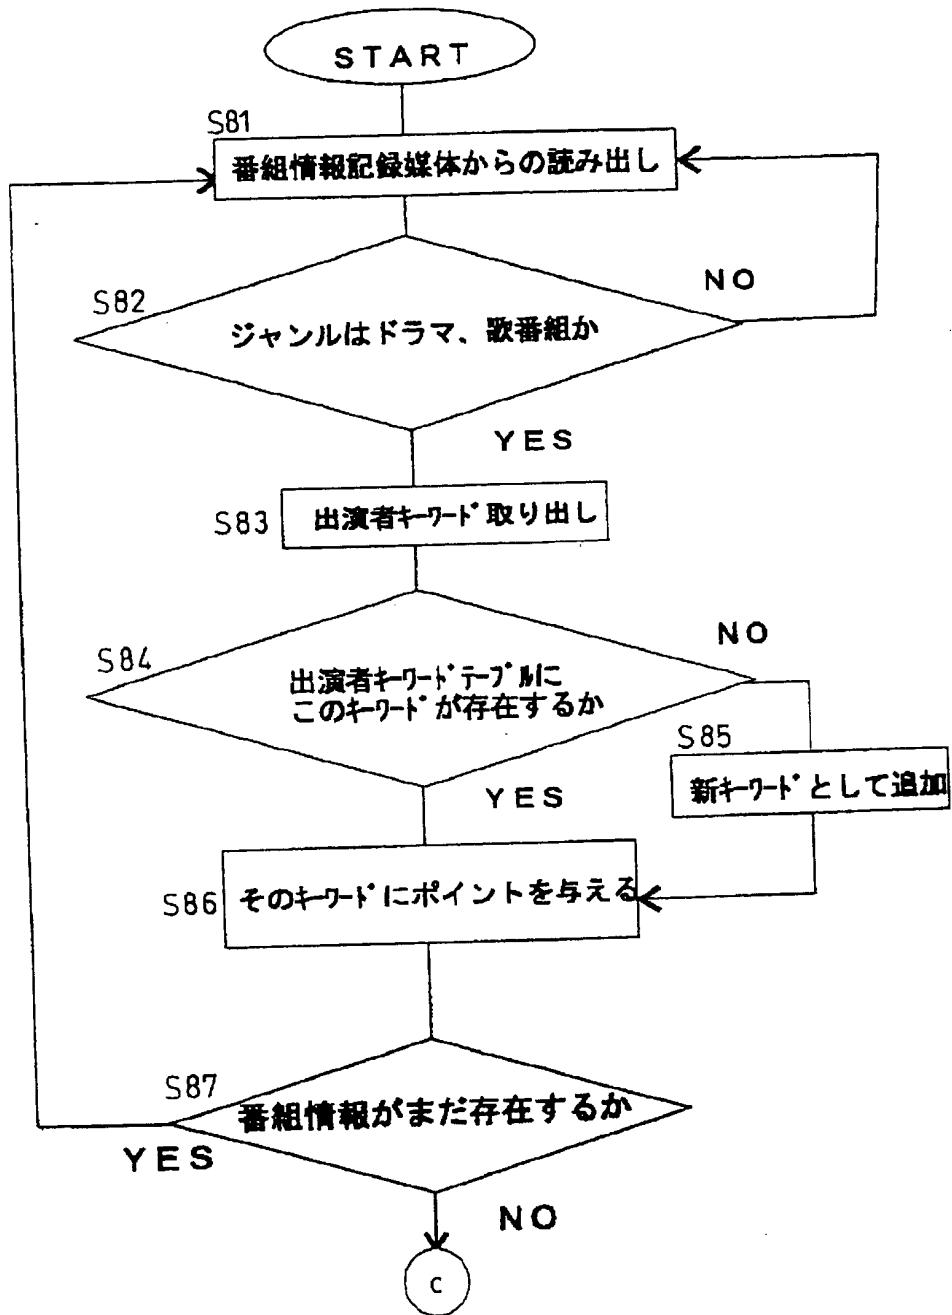 START
S81
番組情報記録媒体からの読み出し
NO
S82
ジャンルはドラマ、歌番組か
YES
S83
出演者ｷｰﾜｰﾄﾞ取り出し
NO
S84
出演者ｷｰﾜｰﾄﾞﾃｰﾌﾞﾙに
このｷｰﾜｰﾄﾞが存在するか
S85
新ｷｰﾜｰﾄﾞとして追加
YES
S86
そのｷｰﾜｰﾄﾞにポイントを与える
S87
番組情報がまだ存在するか
YES
NO
c